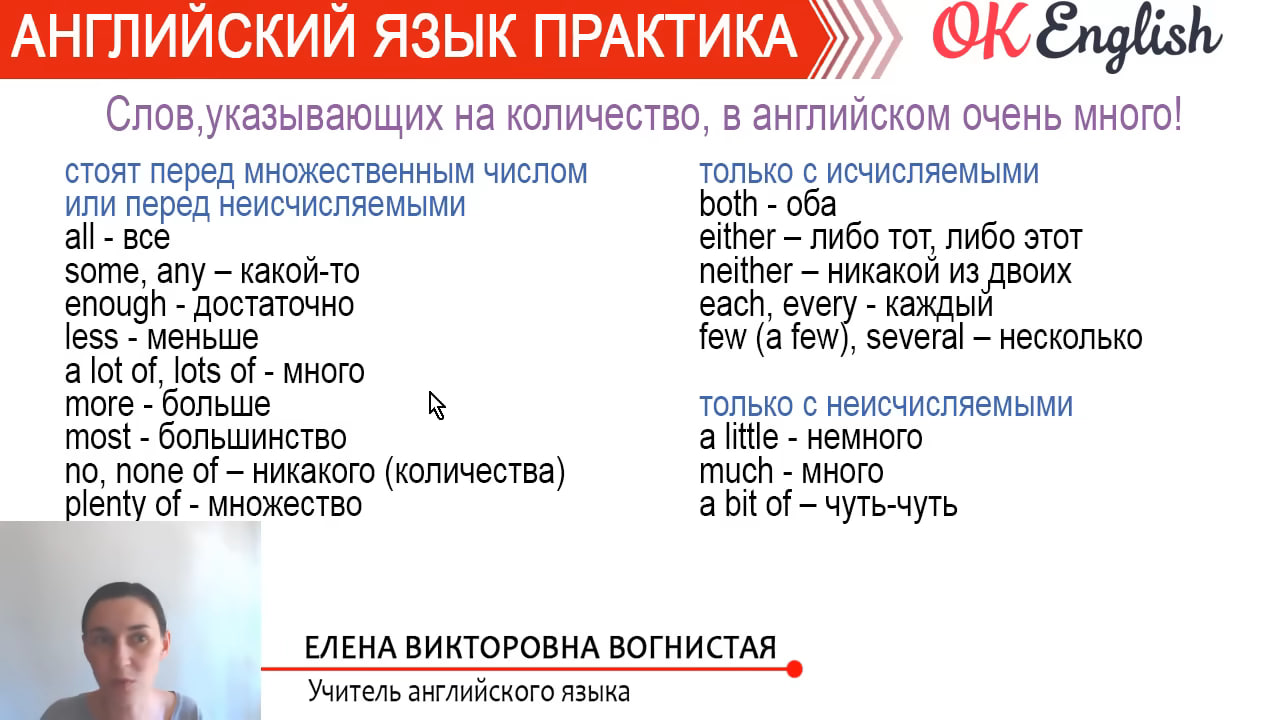 АНГЛИЙСКИЙ ЯЗЫК ПРАКТИКА
OK English
Слов,указывающих на количество, в английском очень много!
стоят перед множественным числом
или перед неисчисляемыми
all - все
some, any – какой-то
enough - достаточно
less - меньше
a lot of, lots of - много
more - больше
most - большинство
no, none of – никакого (количества)
plenty of - множество
только с исчисляемыми
both - оба
either – либо тот, либо этот
neither – никакой из двоих
each, every - каждый
few (a few), several – несколько
только с неисчисляемыми
a little - немного
much - много
a bit of – чуть-чуть
ЕЛЕНА ВИКТОРОВНА ВОГНИСТАЯ
Учитель английского языка